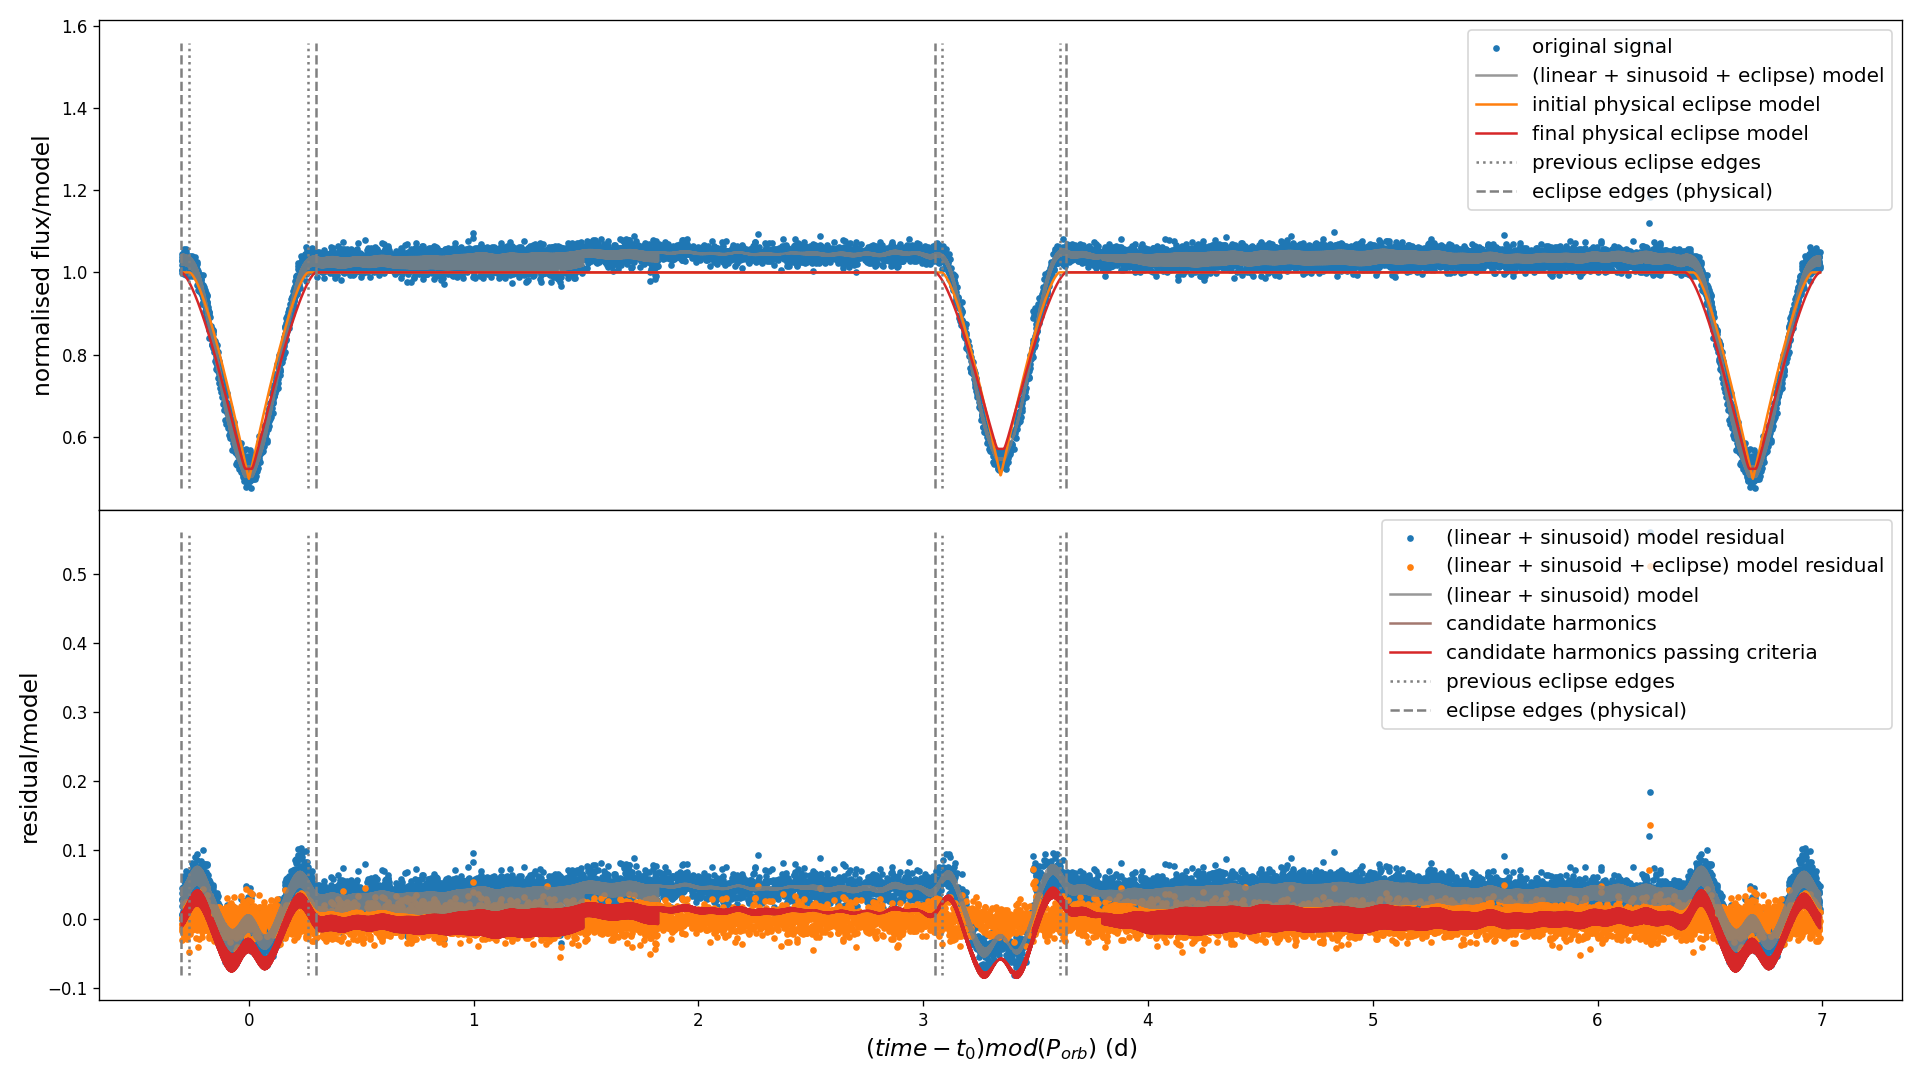 normalised flux/model
1.6
1.4
1.2
1.0
0.8
0.6
original signal
(linear + sinusoid + eclipse) model
initial physical eclipse model
final physical eclipse model
previous eclipse edges
eclipse edges (physical)
residual/model
0.5
0.4
0.3
0.2
0.1
0.0
−0.1
(linear + sinusoid) model residual
(linear + sinusoid + eclipse) model residual
(linear + sinusoid) model
candidate harmonics
candidate harmonics passing criteria
previous eclipse edges
eclipse edges (physical)
0 1 2 3 4 5 6 7
(time − t₀)mod(Pₒᵣᵦ) (d)